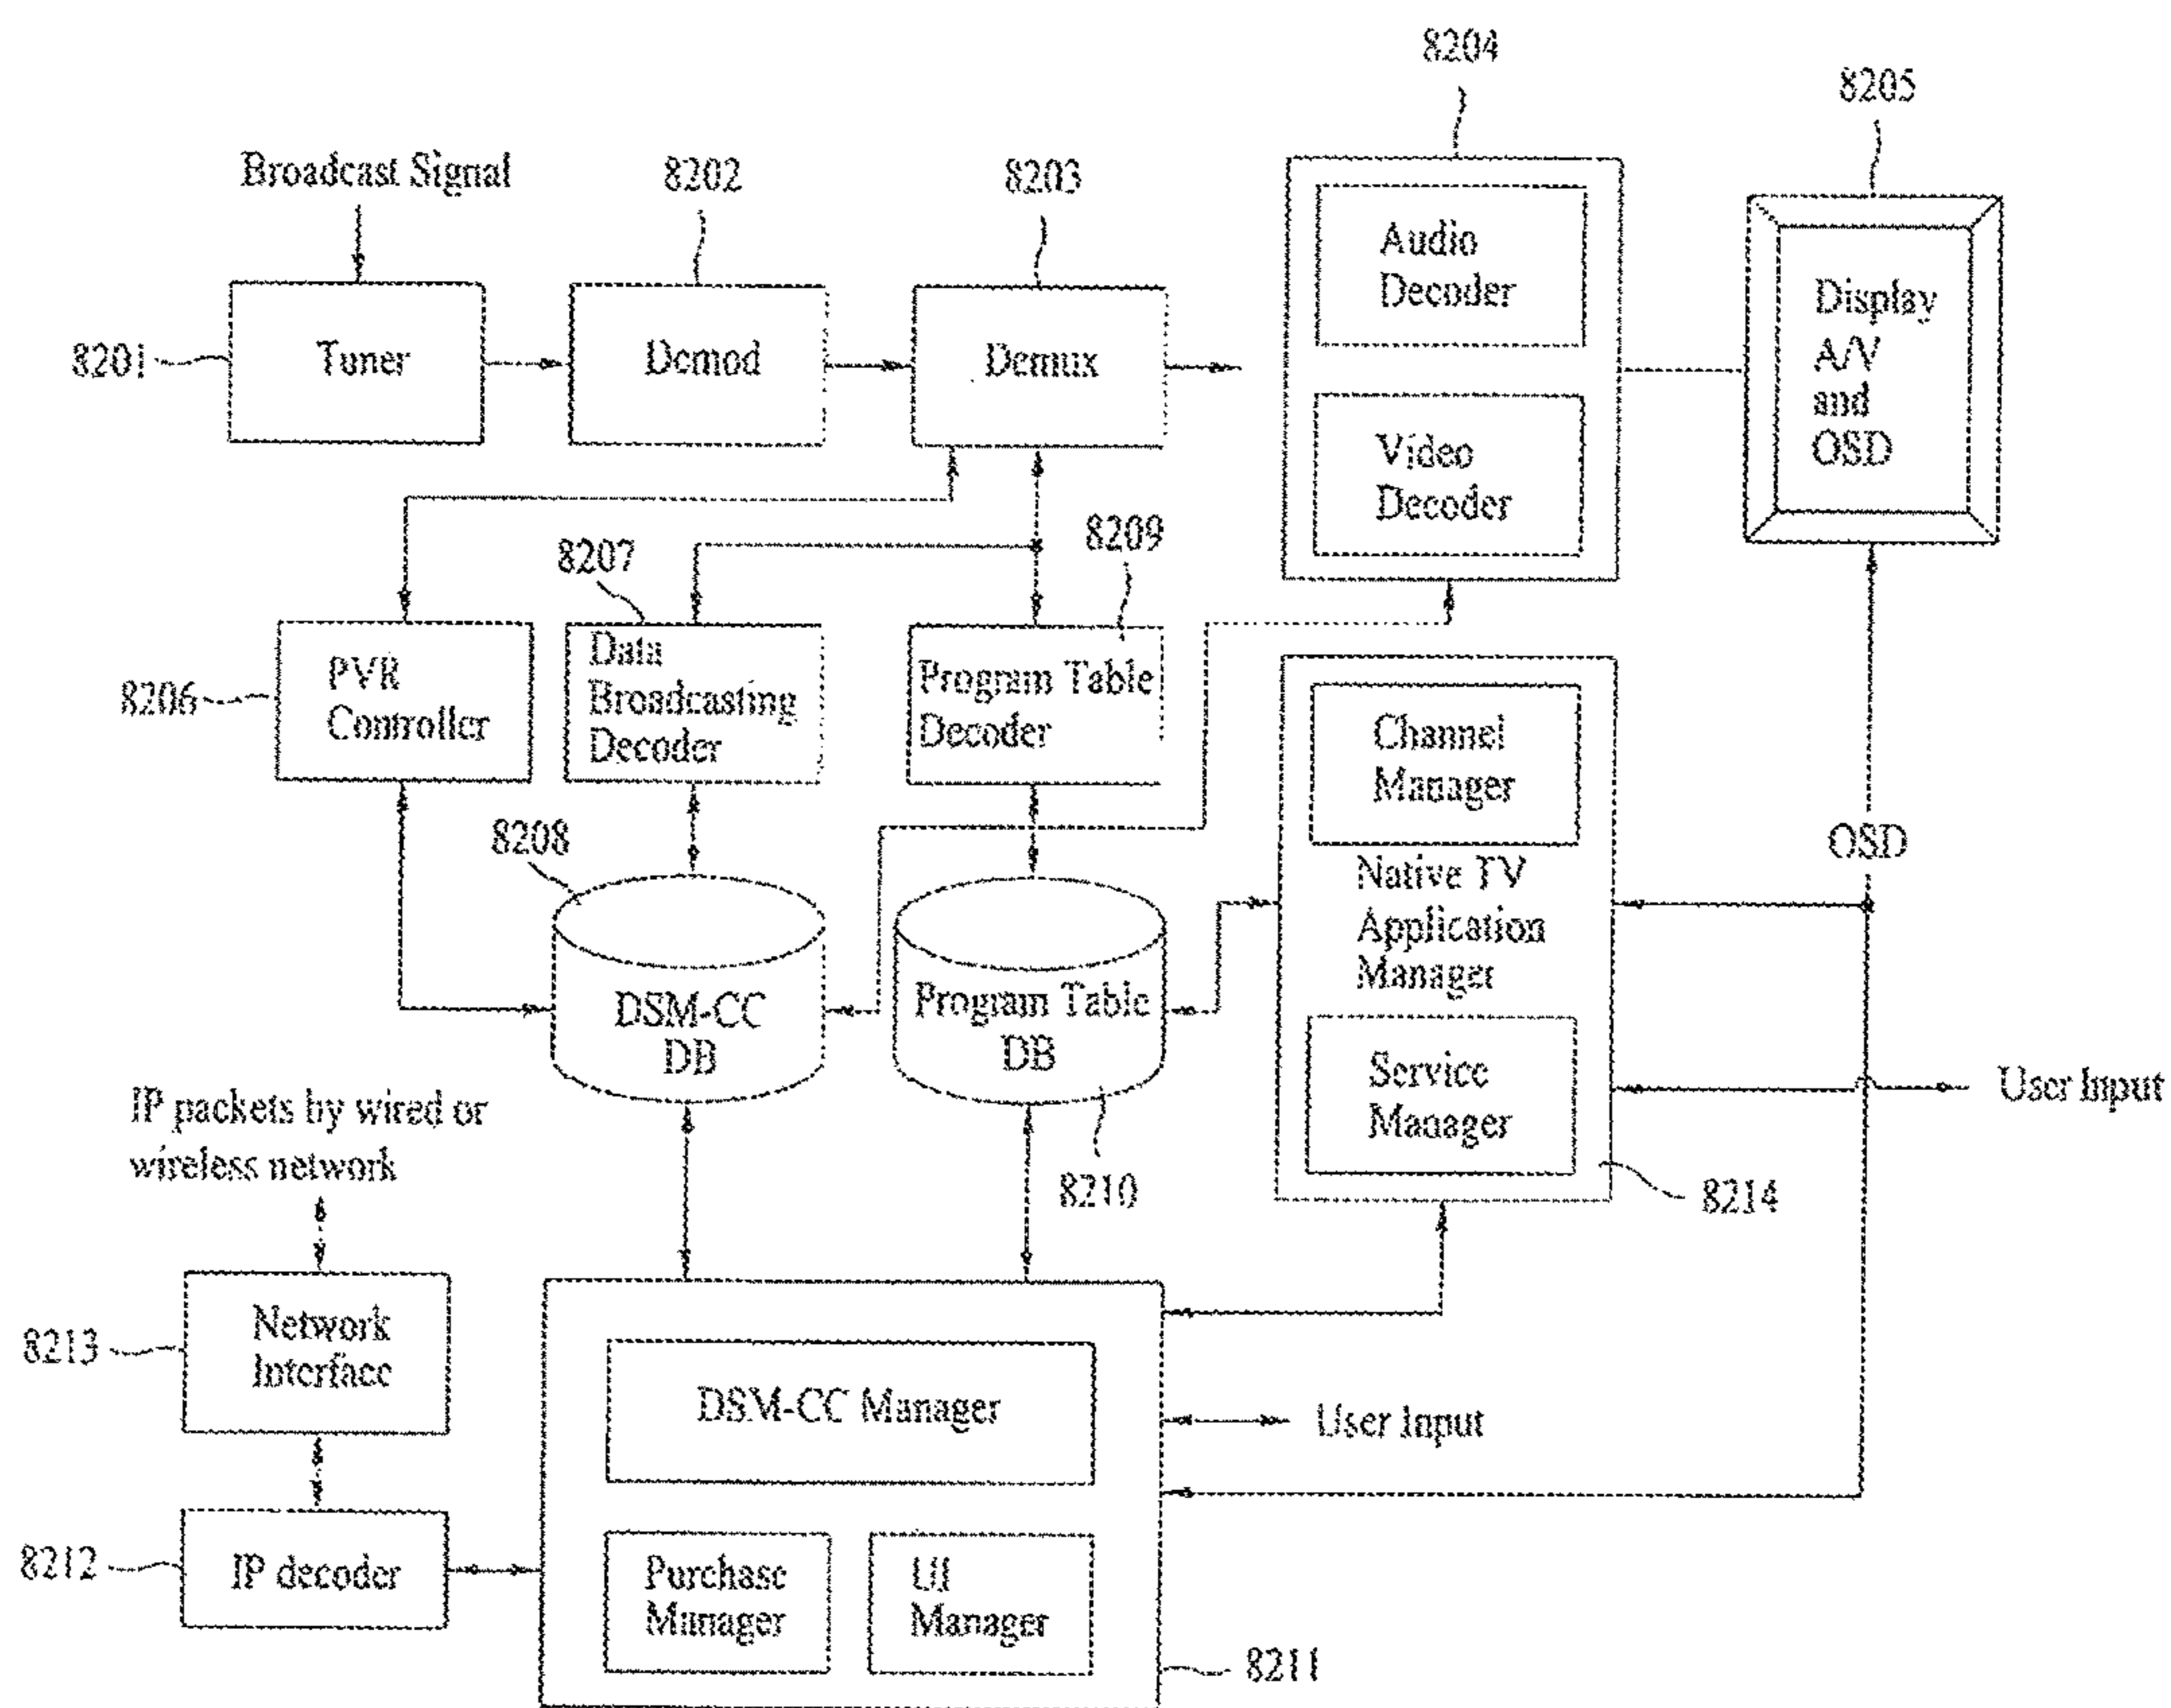 8204
8205
Broadcast Signal
8202
8203
Audio
Decoder
Display
A/V
and
OSD
8201
Tuner
Demod
Demux
Video
Decoder
8207
8209
8206
PVR
Controller
Data
Broadcasting
Decoder
Program Table
Decoder
Channel
Manager
8208
OSD
Native TV
Application
Manager
DSM-CC
DB
Program Table
DB
Service
Manager
User Input
IP packets by wired or
wireless network
8210
8214
8213
Network
Interface
DSM-CC Manager
User Input
8212
IP decoder
Purchase
Manager
UI
Manager
8211